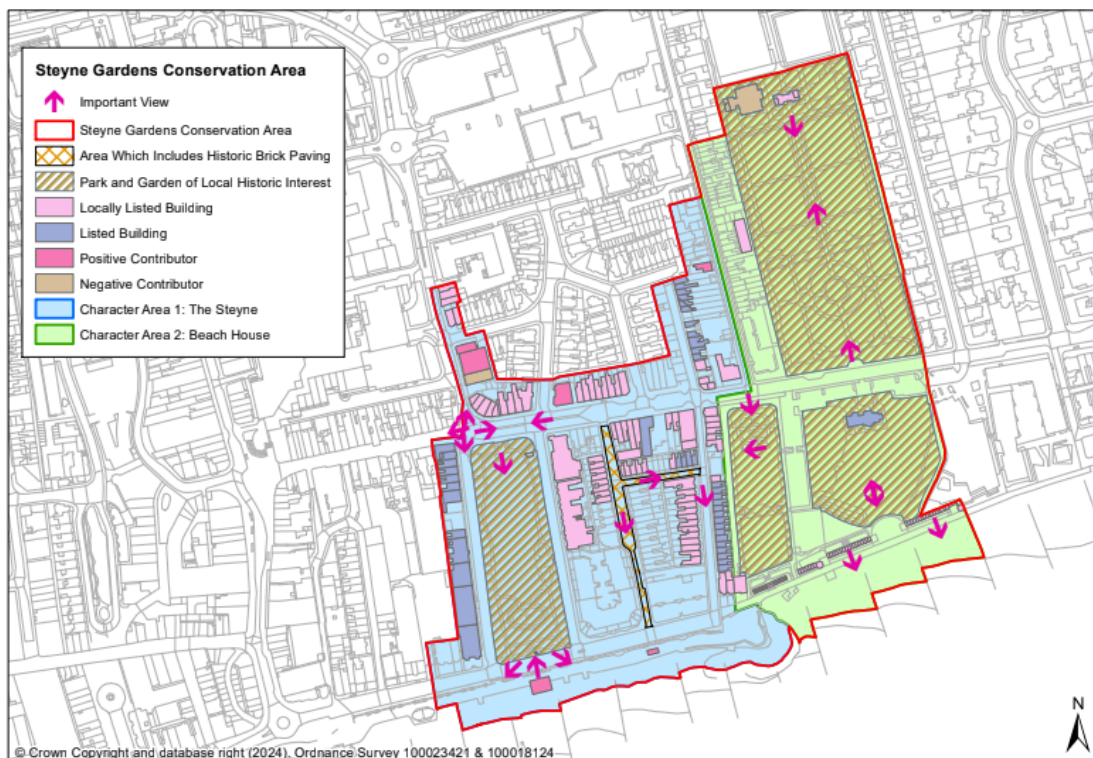 Steyne Gardens Conservation Area
Important View
Steyne Gardens Conservation Area
Area Which Includes Historic Brick Paving
Park and Garden of Local Historic Interest
Locally Listed Building
Listed Building
Positive Contributor
Negative Contributor
Character Area 1: The Steyne
Character Area 2: Beach House
N
© Crown Copyright and database right (2024). Ordnance Survey 100023421 & 100018124